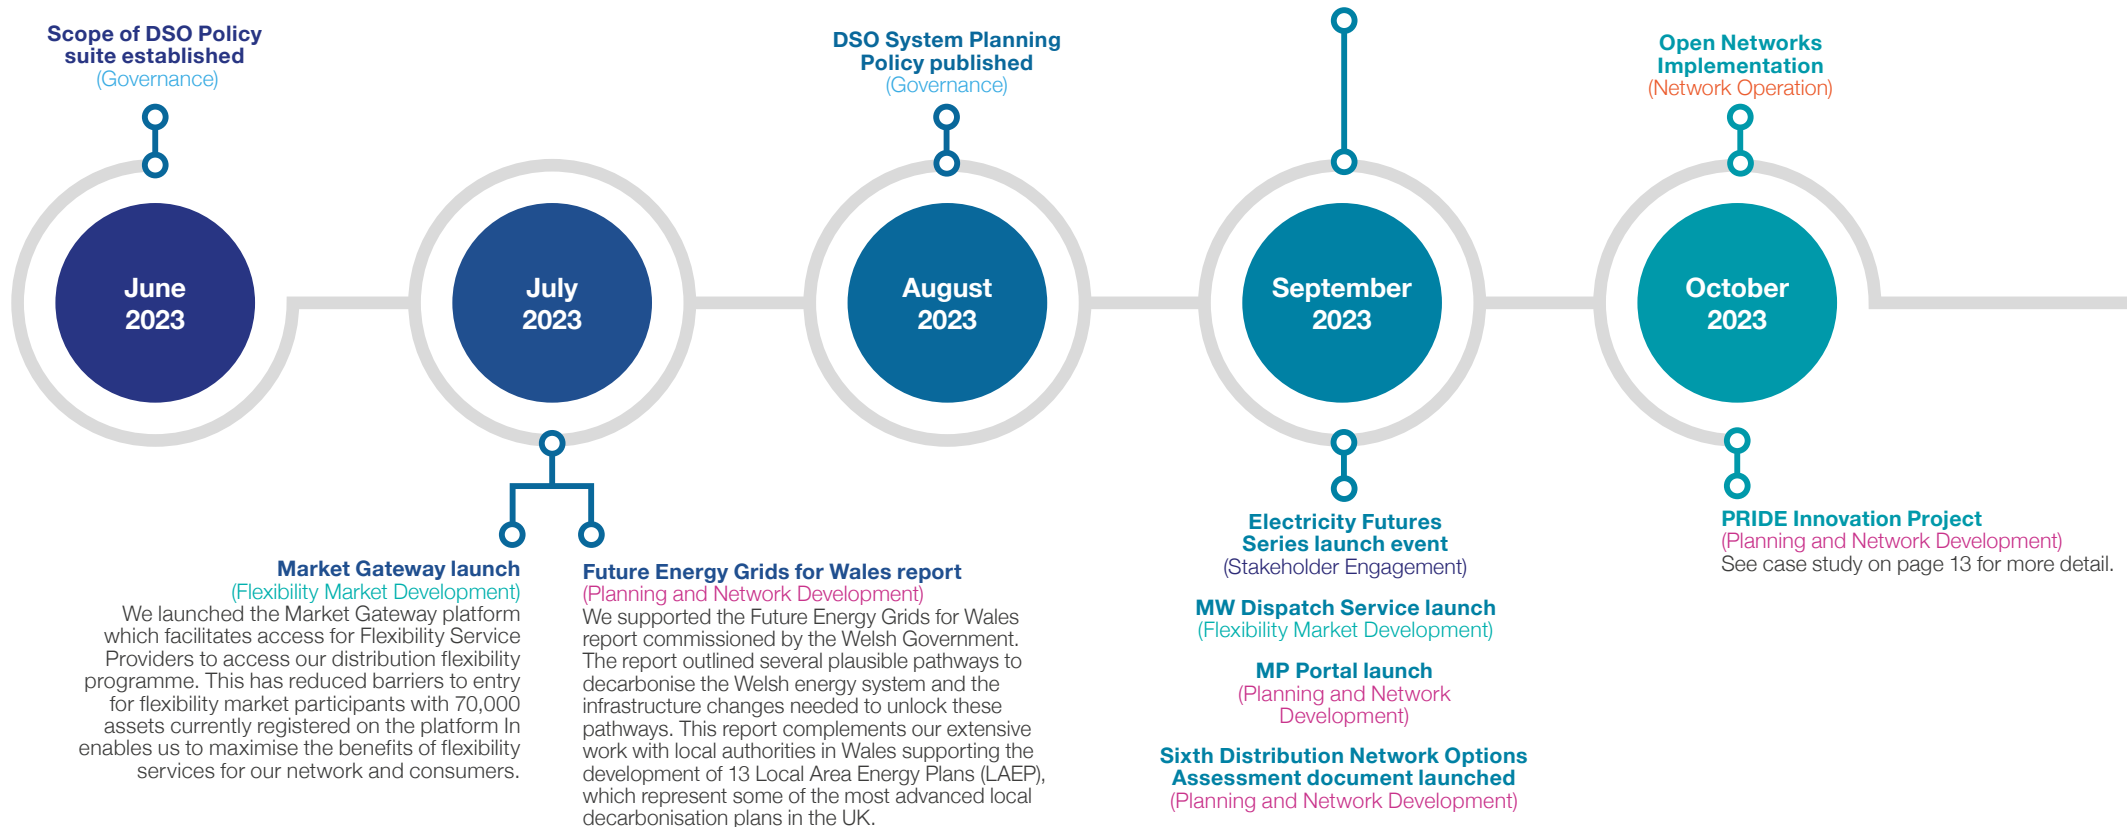 Scope of DSO Policy
suite established
(Governance)
June
2023
July
2023
Market Gateway launch
(Flexibility Market Development)
We launched the Market Gateway platform
which facilitates access for Flexibility Service
Providers to access our distribution flexibility
programme. This has reduced barriers to entry
for flexibility market participants with 70,000
assets currently registered on the platform In
enables us to maximise the benefits of flexibility
services for our network and consumers.
Future Energy Grids for Wales report
(Planning and Network Development)
We supported the Future Energy Grids for Wales
report commissioned by the Welsh Government.
The report outlined several plausible pathways to
decarbonise the Welsh energy system and the
infrastructure changes needed to unlock these
pathways. This report complements our extensive
work with local authorities in Wales supporting the
development of 13 Local Area Energy Plans (LAEP),
which represent some of the most advanced local
decarbonisation plans in the UK.
DSO System Planning
Policy published
(Governance)
August
2023
September
2023
Electricity Futures
Series launch event
(Stakeholder Engagement)
MW Dispatch Service launch
(Flexibility Market Development)
MP Portal launch
(Planning and Network
Development)
Sixth Distribution Network Options
Assessment document launched
(Planning and Network Development)
Open Networks
Implementation
(Network Operation)
October
2023
PRIDE Innovation Project
(Planning and Network Development)
See case study on page 13 for more detail.